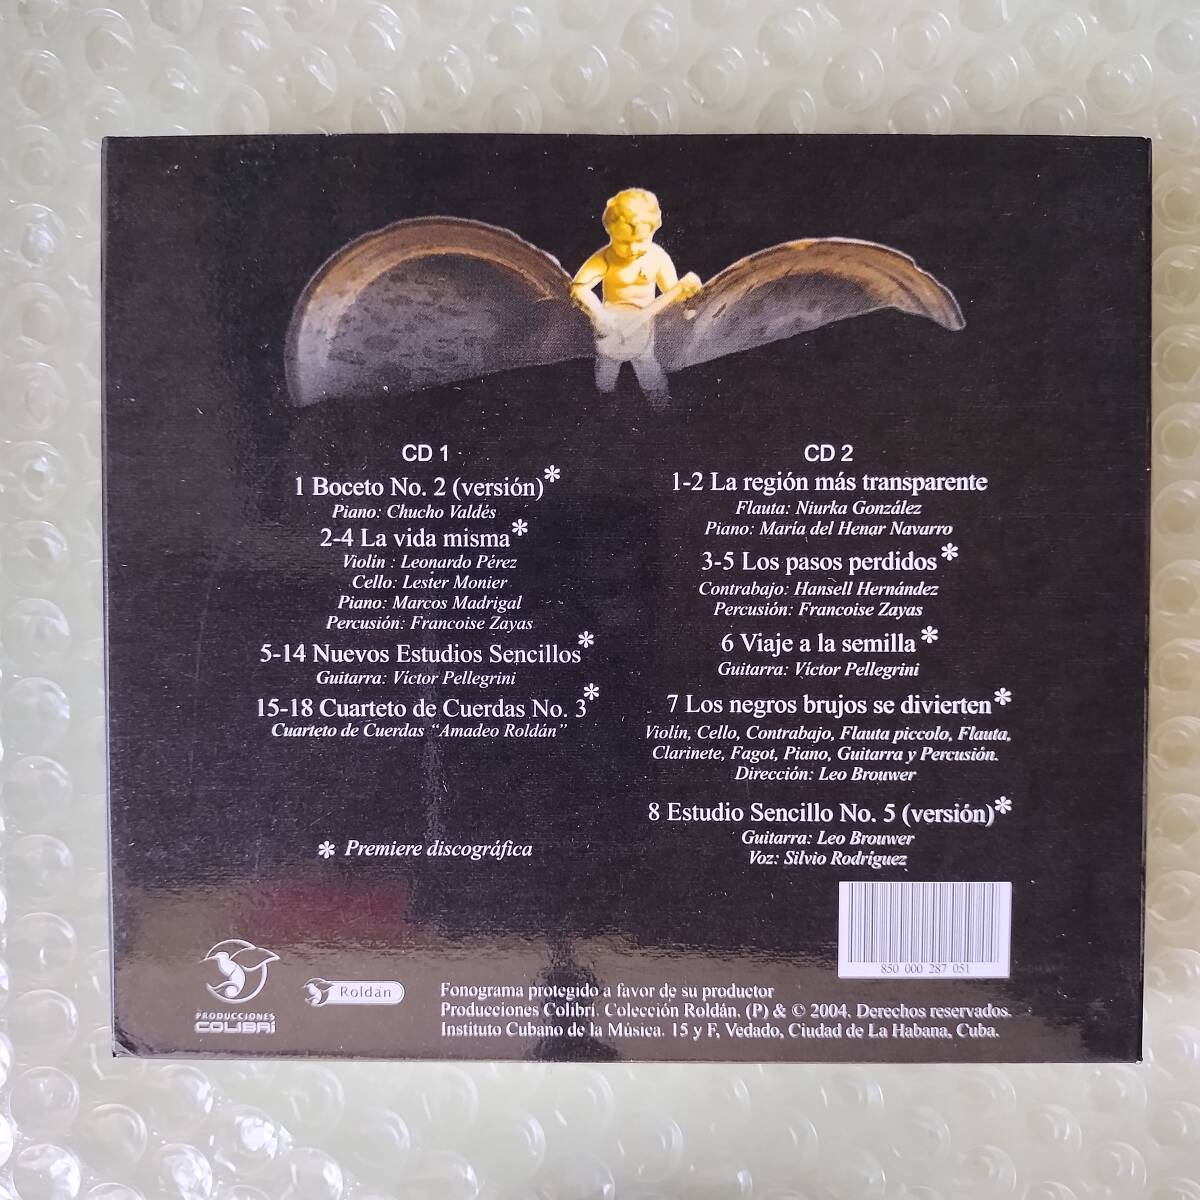 CD 1
1 Boceto No. 2 (versión)*
Piano: Chucho Valdés
2-4 La vida misma*
Violín : Leonardo Pérez
Cello: Lester Monier
Piano: Marcos Madrigal
Percusión: Francoise Zayas
5-14 Nuevos Estudios Sencillos*
Guitarra: Víctor Pellegrini
15-18 Cuarteto de Cuerdas No. 3*
Cuarteto de Cuerdas “Amadeo Roldán”
* Premiere discográfica
CD 2
1-2 La región más transparente
Flauta: Niurka González
Piano: María del Henar Navarro
3-5 Los pasos perdidos*
Contrabajo: Hansell Hernández
Percusión: Francoise Zayas
6 Viaje a la semilla*
Guitarra: Víctor Pellegrini
7 Los negros brujos se divierten*
Violín, Cello, Contrabajo, Flauta piccolo, Flauta,
Clarinete, Fagot, Piano, Guitarra y Percusión.
Dirección: Leo Brouwer
8 Estudio Sencillo No. 5 (versión)*
Guitarra: Leo Brouwer
Voz: Silvio Rodríguez
850 000 287 051
PRODUCCIONES
COLIBRÍ
Roldán
Fonograma protegido a favor de su productor
Producciones Colibrí. Colección Roldán. (P) & © 2004. Derechos reservados.
Instituto Cubano de la Música. 15 y F, Vedado, Ciudad de La Habana, Cuba.